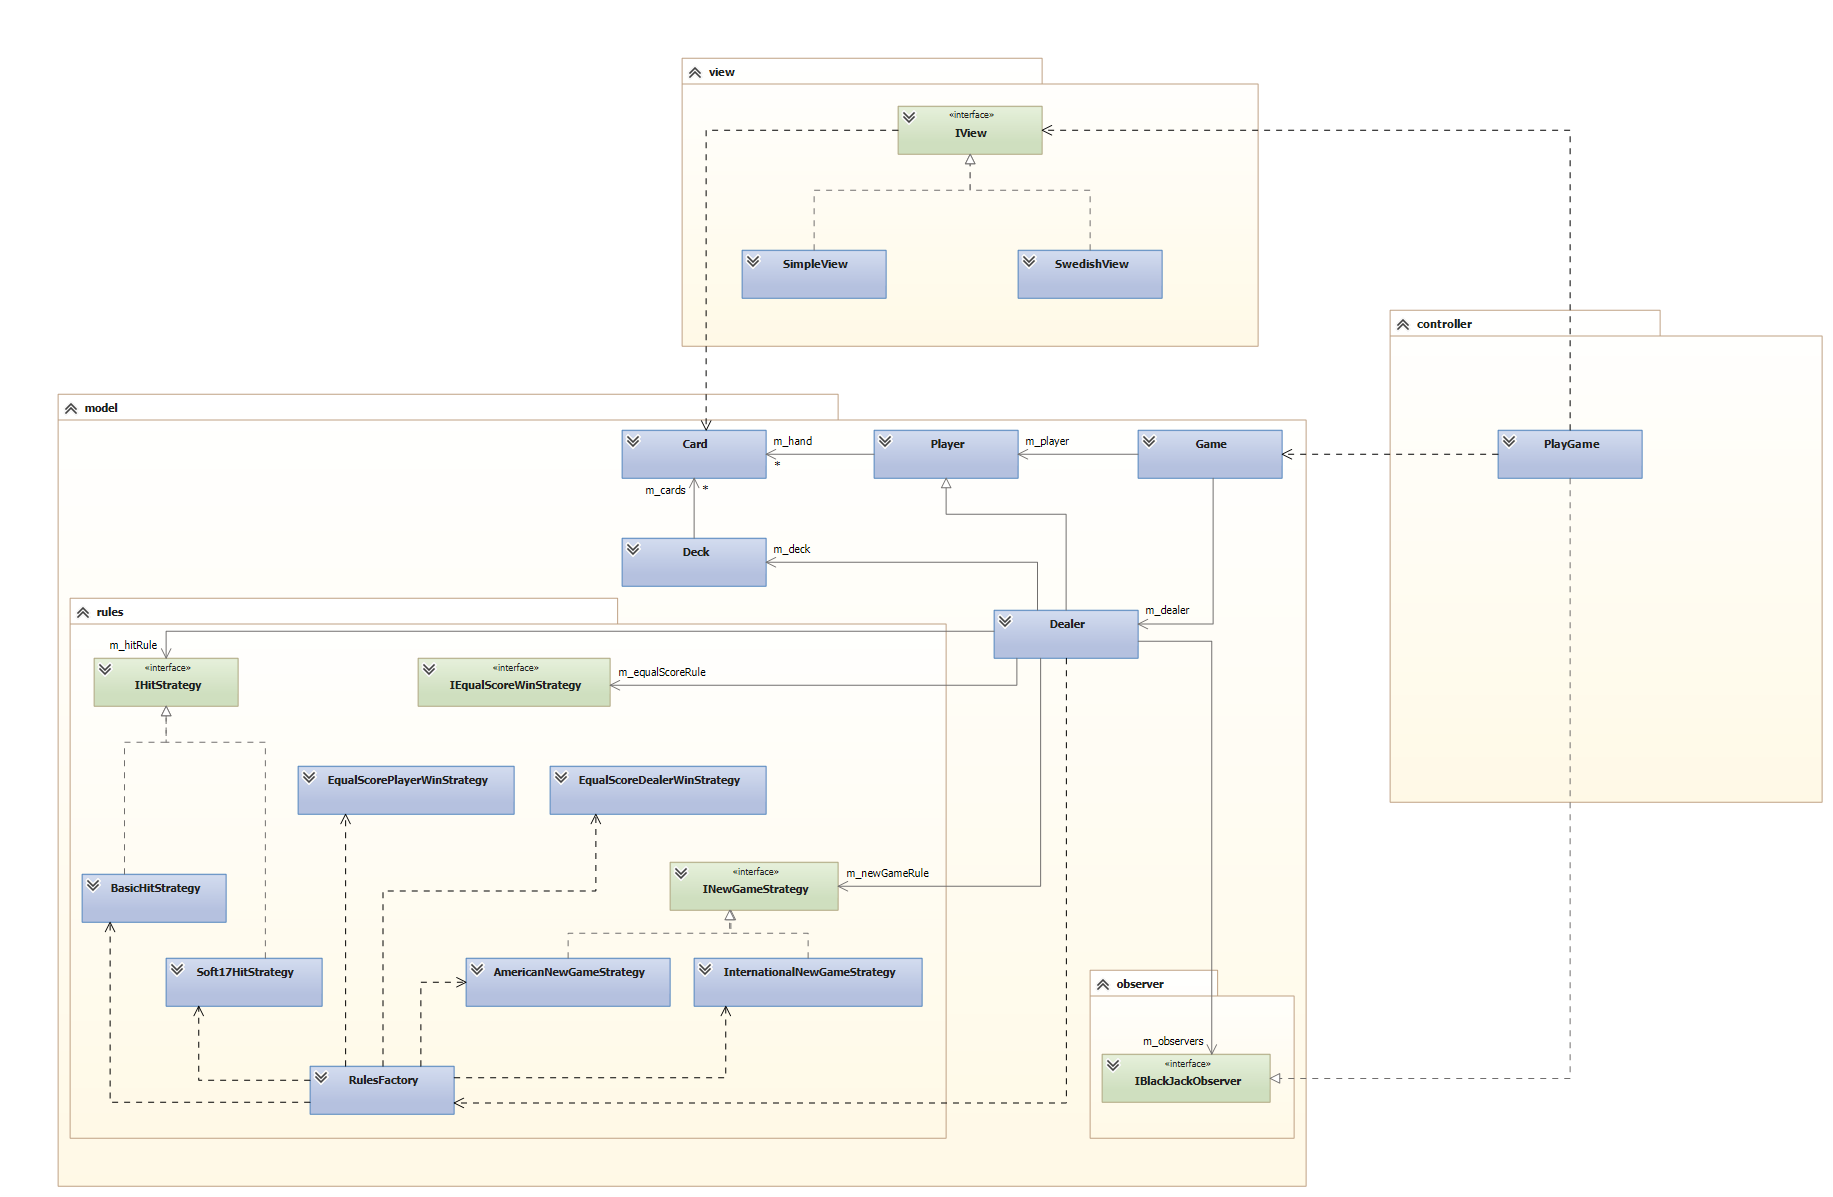 view
«interface»
IView
SimpleView
SwedishView
controller
PlayGame
model
Card
m_hand
*
Player
m_player
Game
m_cards
*
Deck
m_deck
Dealer
m_dealer
rules
m_hitRule
«interface»
IHitStrategy
«interface»
IEqualScoreWinStrategy
m_equalScoreRule
EqualScorePlayerWinStrategy
EqualScoreDealerWinStrategy
«interface»
INewGameStrategy
m_newGameRule
BasicHitStrategy
Soft17HitStrategy
AmericanNewGameStrategy
InternationalNewGameStrategy
RulesFactory
observer
m_observers
«interface»
IBlackJackObserver